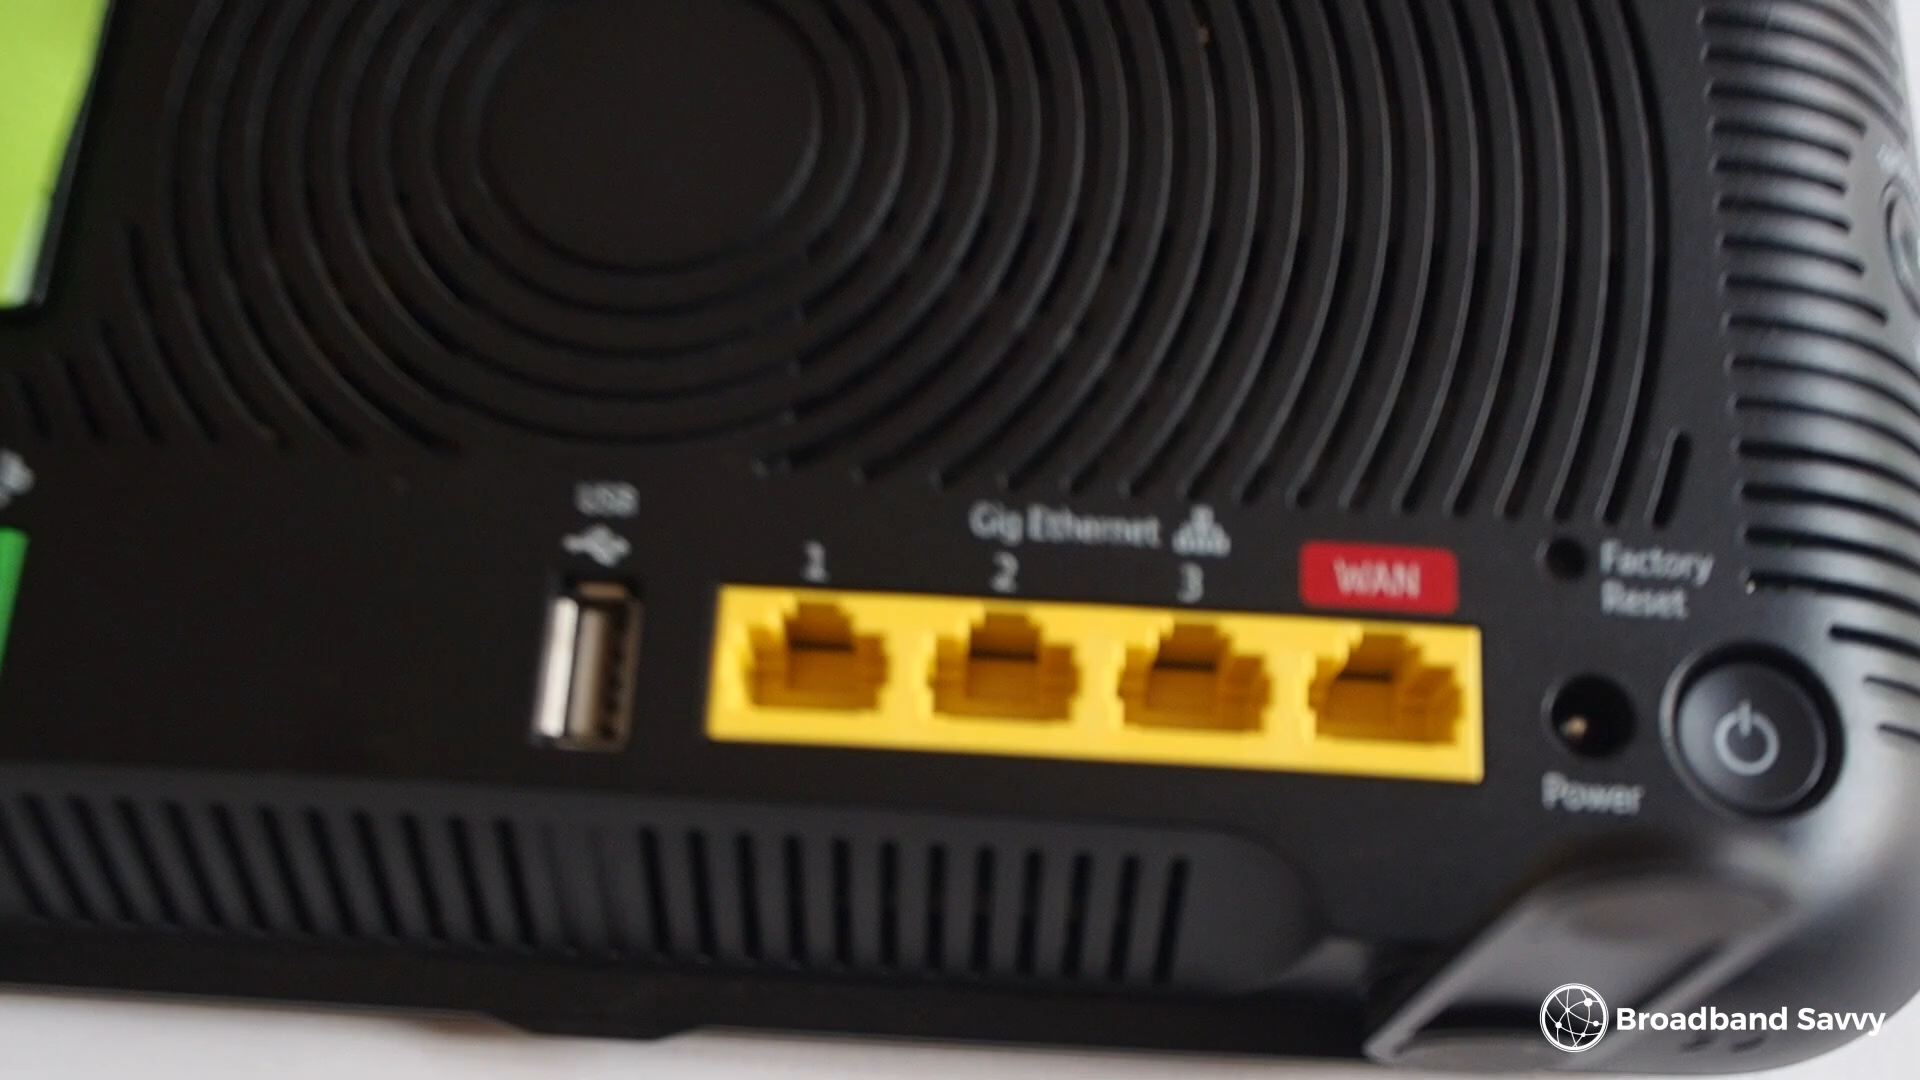 USB
Gig Ethernet
1
2
3
WAN
Factory
Reset
Power
Broadband Savvy